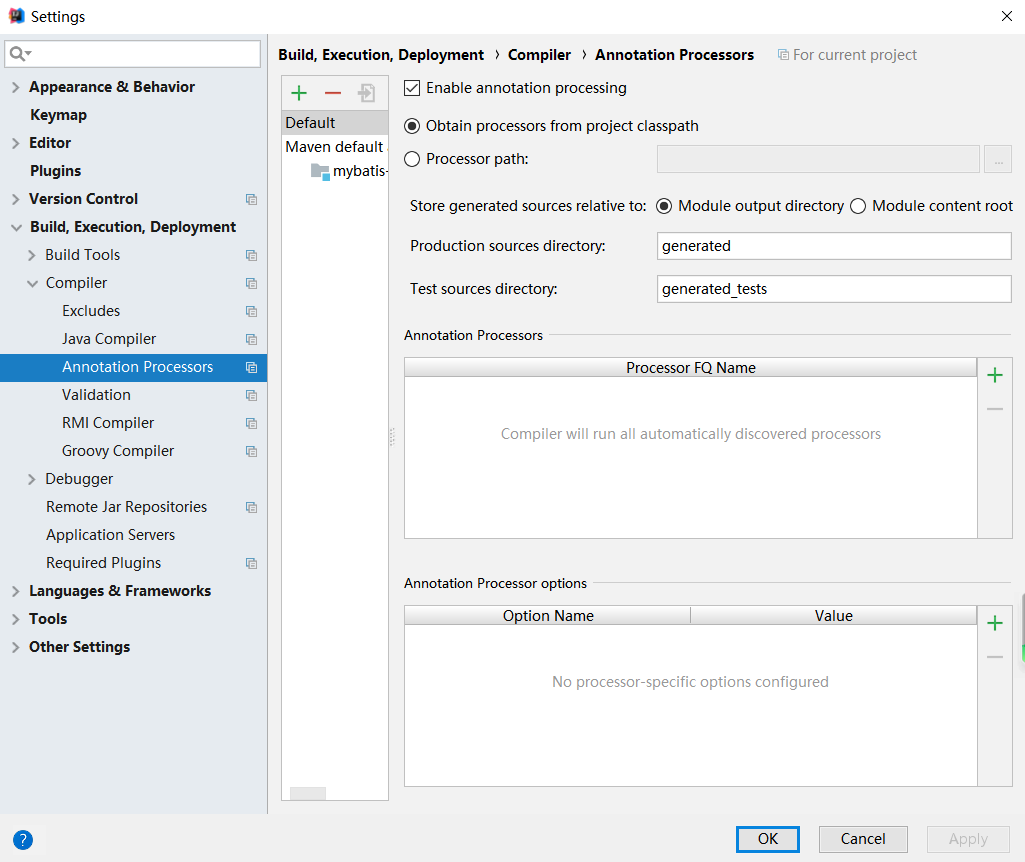 Settings
Appearance & Behavior
Keymap
Editor
Plugins
Version Control
Build, Execution, Deployment
Build Tools
Compiler
Excludes
Java Compiler
Annotation Processors
Validation
RMI Compiler
Groovy Compiler
Debugger
Remote Jar Repositories
Application Servers
Required Plugins
Languages & Frameworks
Tools
Other Settings
?
Build, Execution, Deployment › Compiler › Annotation Processors For current project
Default
Maven default
mybatis-
Enable annotation processing
Obtain processors from project classpath
Processor path:
...
Store generated sources relative to: Module output directory Module content root
Production sources directory: generated
Test sources directory: generated_tests
Annotation Processors
Processor FQ Name
Compiler will run all automatically discovered processors
Annotation Processor options
Option Name Value
No processor-specific options configured
OK Cancel Apply